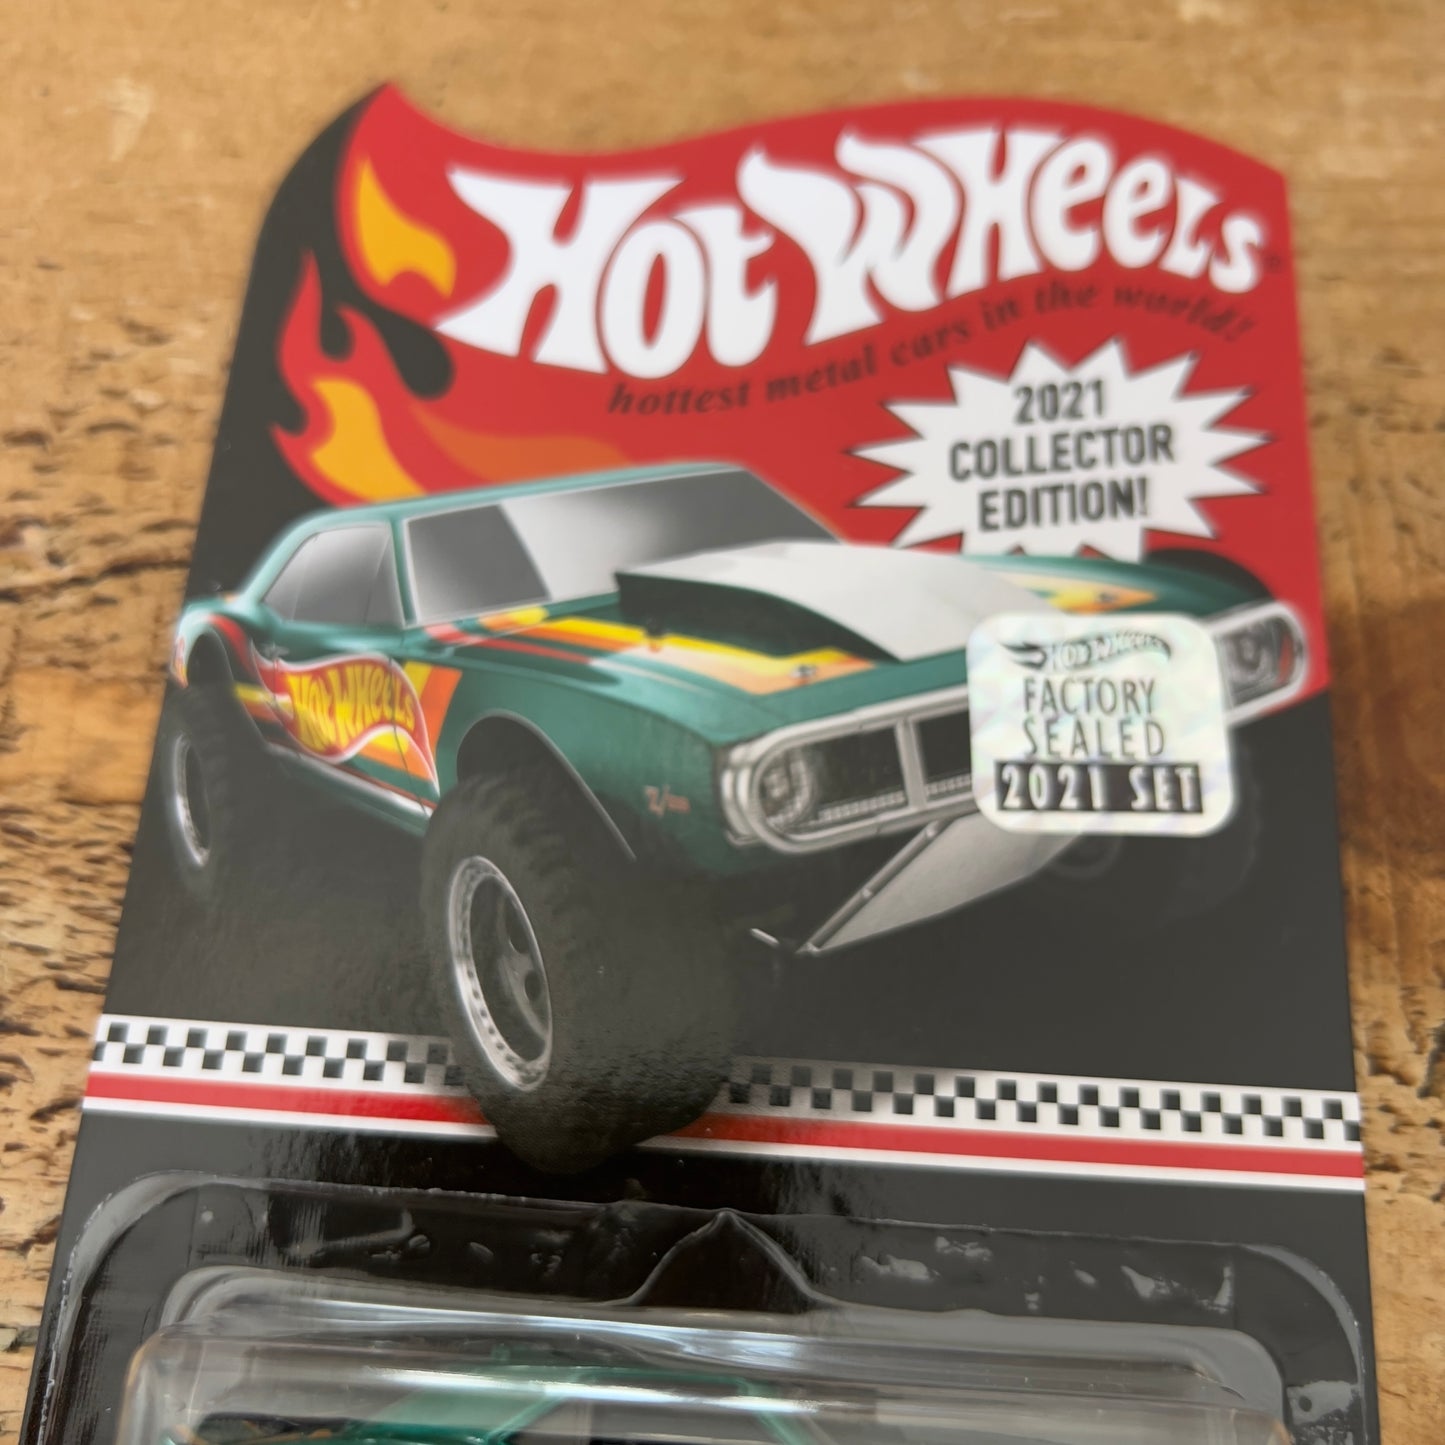 HOT WHEELS
hottest metal cars in the world!
2021
COLLECTOR
EDITION!
HOT WHEELS
HOT WHEELS
FACTORY
SEALED
2021 SET